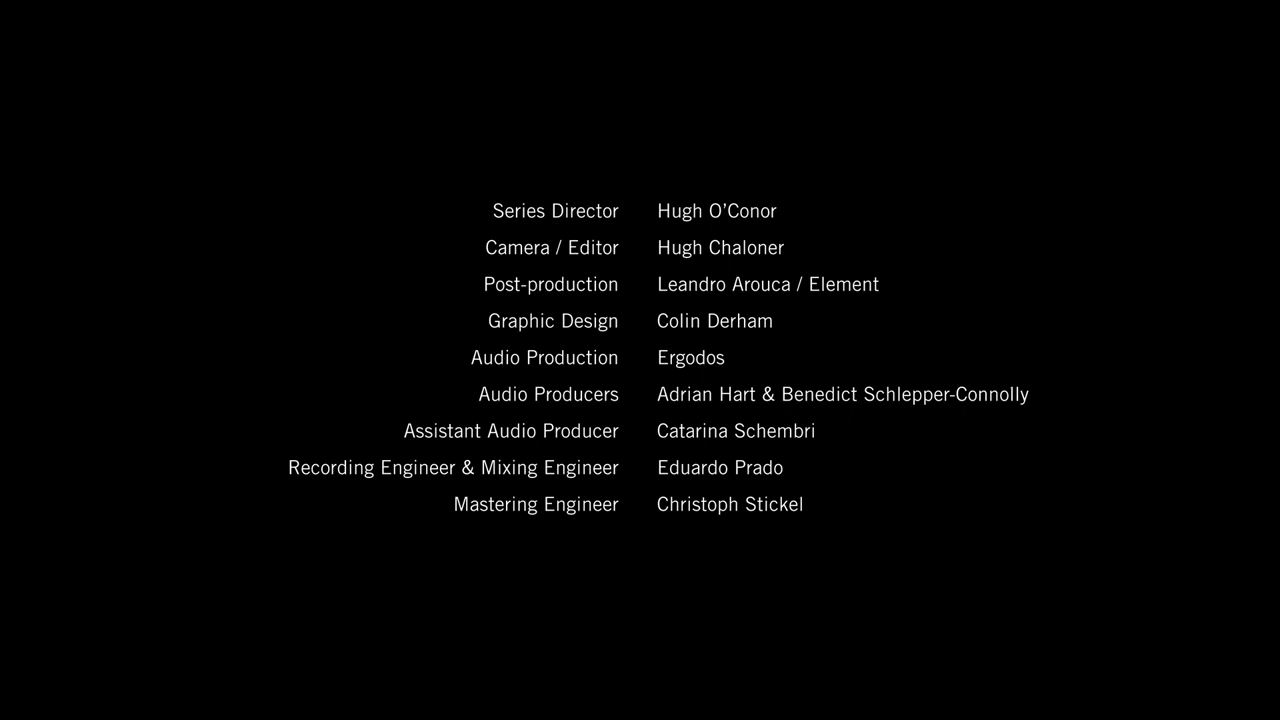 Series Director Hugh O’Conor
Camera / Editor Hugh Chaloner
Post-production Leandro Arouca / Element
Graphic Design Colin Derham
Audio Production Ergodos
Audio Producers Adrian Hart & Benedict Schlepper-Connolly
Assistant Audio Producer Catarina Schembri
Recording Engineer & Mixing Engineer Eduardo Prado
Mastering Engineer Christoph Stickel